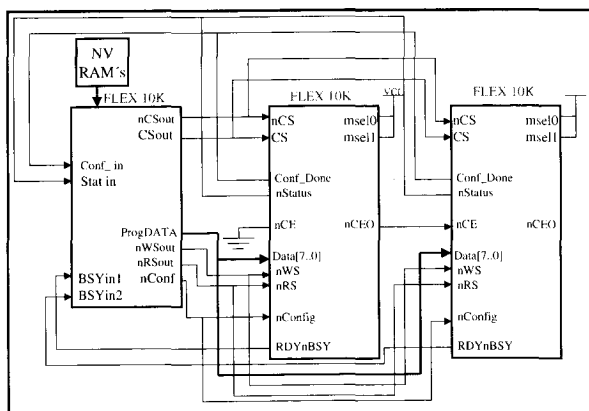 NV
RAM´s
FLEX 10K
nCSout
CSout
Conf_in
Stat in
ProgDATA
nWSout
nRSout
nConf
BSYin1
BSYin2
FLEX 10K
VCC
nCS
CS
msel0
msel1
Conf_Done
nStatus
nCE
nCEO
Data[7..0]
nWS
nRS
nConfig
RDYnBSY
FLEX 10K
nCS
CS
msel0
msel1
Conf_Done
nStatus
nCE
nCEO
Data[7..0]
nWS
nRS
nConfig
RDYnBSY